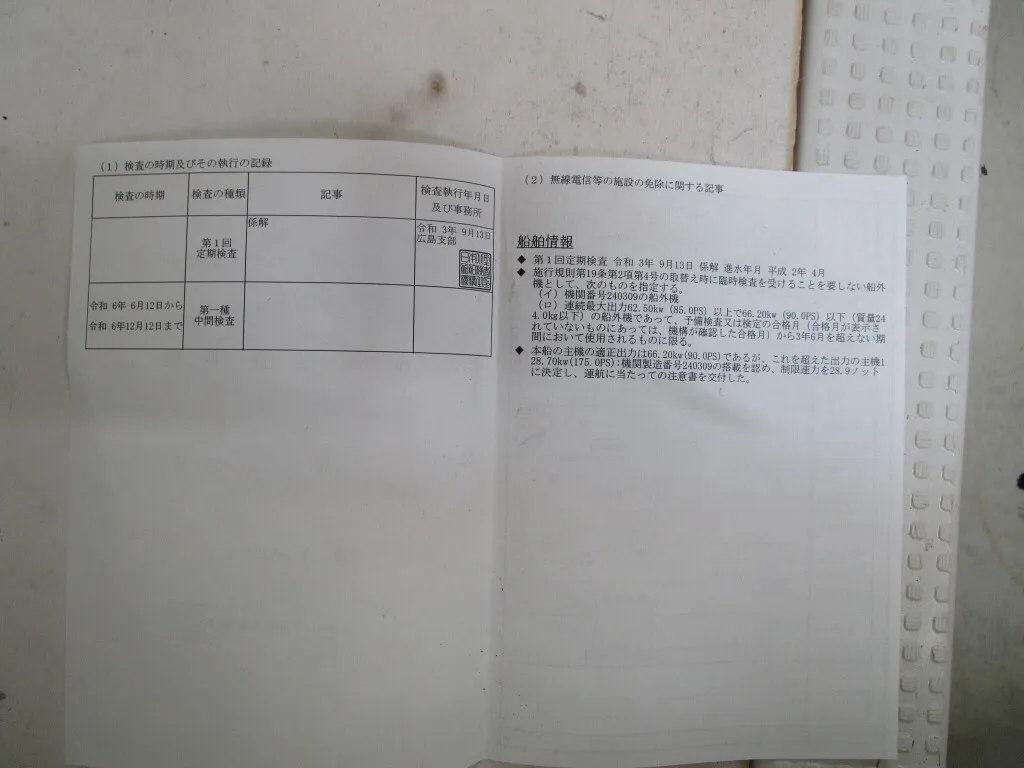 (1) 検査の時期及びその執行の記録
検査の時期
検査の種類
記事
検査執行年月日
及び事務所
第1回
定期検査
係解
令和 3年 9月13日
広島支部
令和 6年 6月12日から
令和 6年12月12日まで
第一種
中間検査
(2) 無線電信等の施設の免除に関する記事
船舶情報
◆ 第1回定期検査 令和 3年 9月13日 係解 進水年月 平成 2年 4月
◆ 施行規則第19条第2項第4号の取替え時に臨時検査を受けることを要しない船外
機として、次のものを指定する。
(イ) 機関番号240309の船外機
(ロ) 連続最大出力62.50kw (85.0PS) 以上で66.20kw (90.0PS) 以下 (質量24
4.0kg以下) の船外機であって、予備検査又は検定の合格月 (合格月が表示さ
れていないものにあっては、機構が確認した合格月) から3年6月を超えない期
間において使用されるものに限る。
◆ 本船の主機の適正出力は66.20kw(90.0PS)であるが、これを超えた出力の主機1
28.70kw(175.0PS):機関製造番号240309の搭載を認め、制限速力を28.9ノット
に決定し、運航に当たっての注意書を交付した。